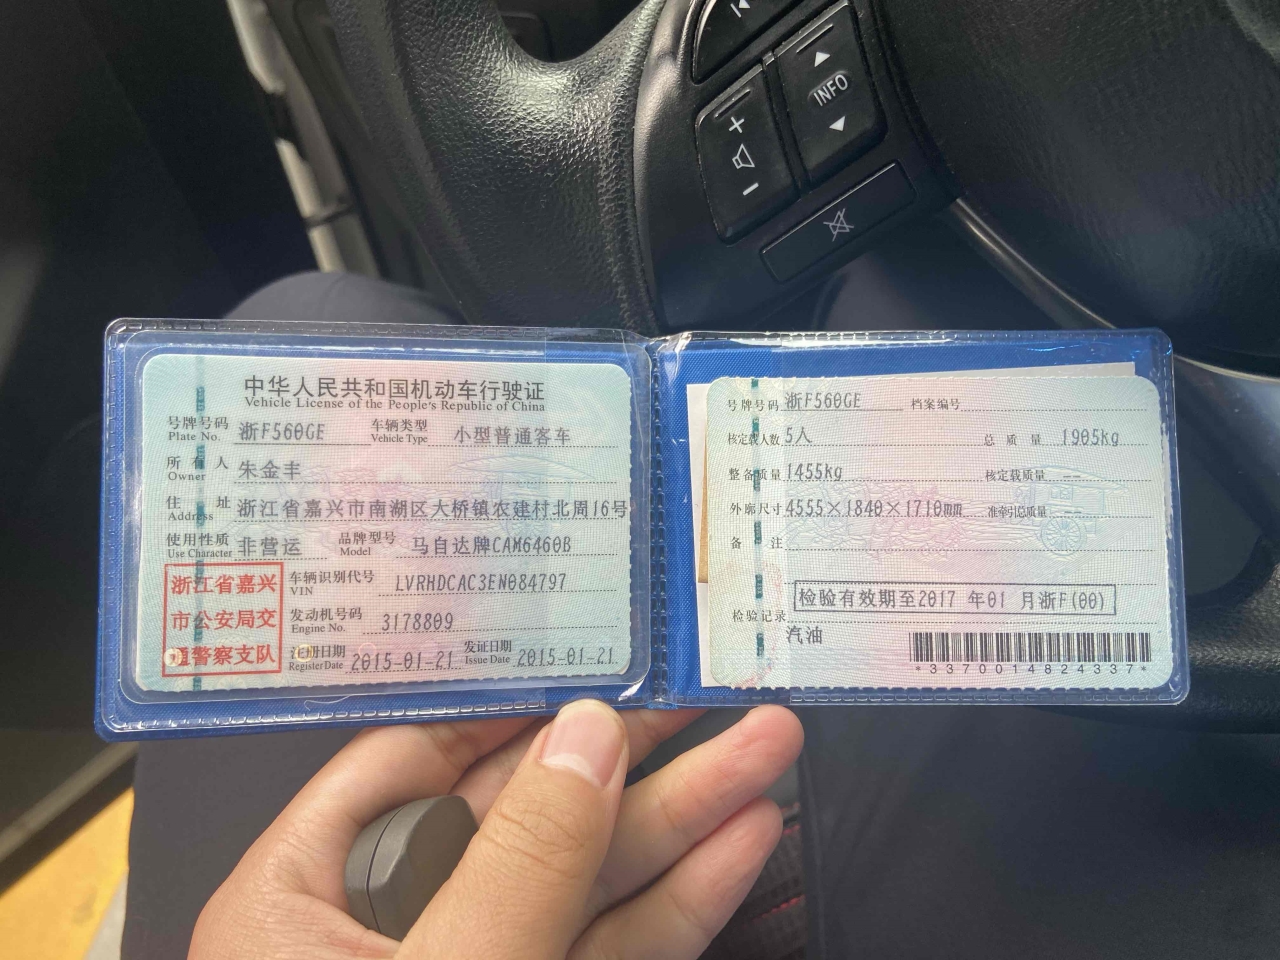 INFO
中华人民共和国机动车行驶证
Vehicle License of the People's Republic of China
号牌号码 浙F560GE 车辆类型 小型普通客车
Plate No. Vehicle Type
所有人 朱金丰
Owner
住址 浙江省嘉兴市南湖区大桥镇农建村北周16号
Address
使用性质 非营运 品牌型号 马自达牌CAM6460B
Use Character Model
浙江省嘉兴
市公安局交
通警察支队
车辆识别代号 LVRHDCAC3EN084797
VIN
发动机号码 3178809
Engine No.
注册日期 2015-01-21 发证日期 2015-01-21
Register Date Issue Date
号牌号码 浙F560GE 档案编号
核定载人数 5人 总质量 1905kg
整备质量 1455kg 核定载质量 --
外廓尺寸 4555×1840×1710mm 准牵引总质量 --
备注
检验有效期至2017 年01 月浙F(00)
检验记录
汽油
*3370014824337*